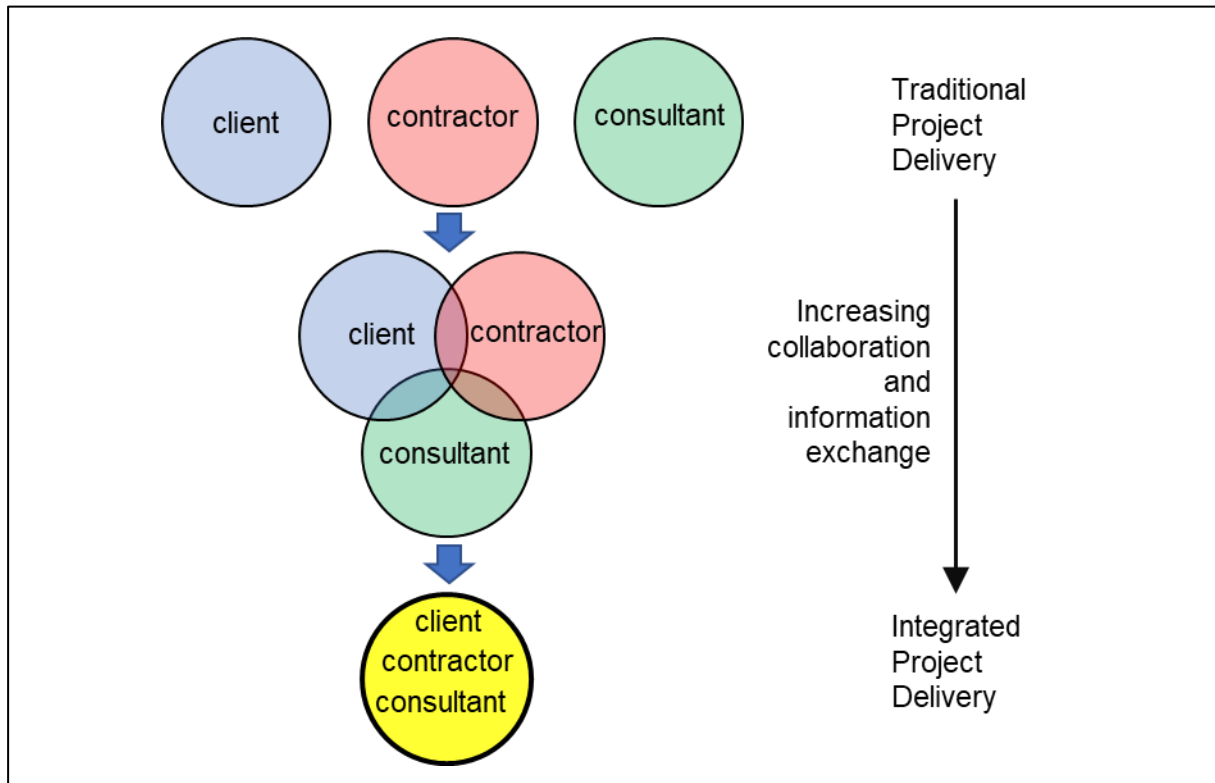 client
contractor
consultant
Traditional
Project
Delivery
client
contractor
consultant
Increasing
collaboration
and
information
exchange
client
contractor
consultant
Integrated
Project
Delivery